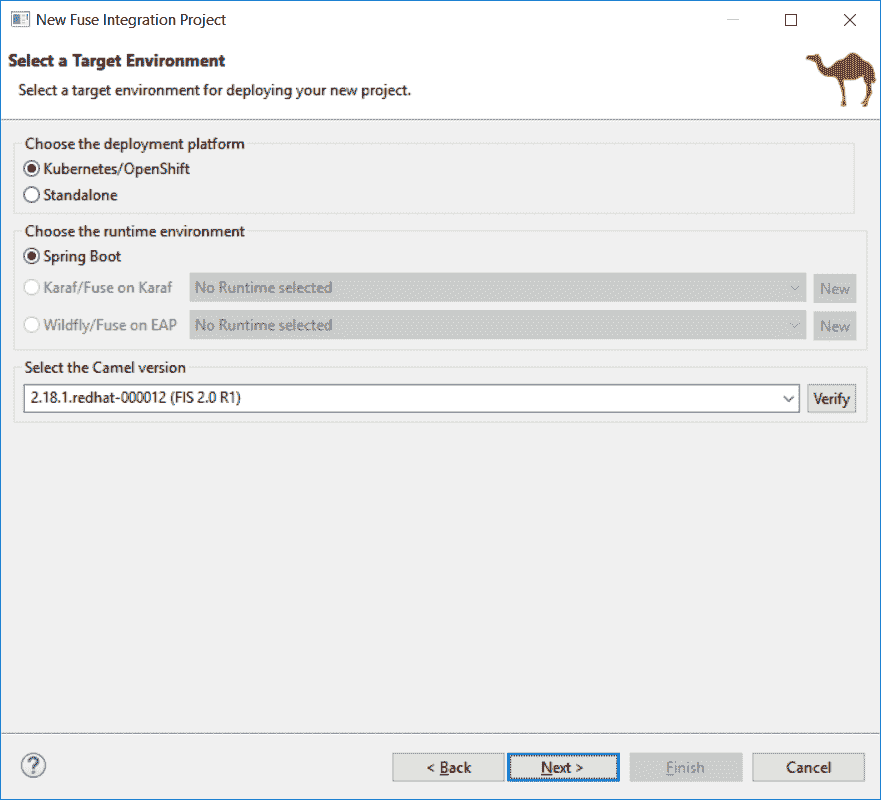 New Fuse Integration Project
Select a Target Environment
Select a target environment for deploying your new project.
Choose the deployment platform
Kubernetes/OpenShift
Standalone
Choose the runtime environment
Spring Boot
Karaf/Fuse on Karaf No Runtime selected New
Wildfly/Fuse on EAP No Runtime selected New
Select the Camel version
2.18.1.redhat-000012 (FIS 2.0 R1) Verify
? < Back Next > Finish Cancel